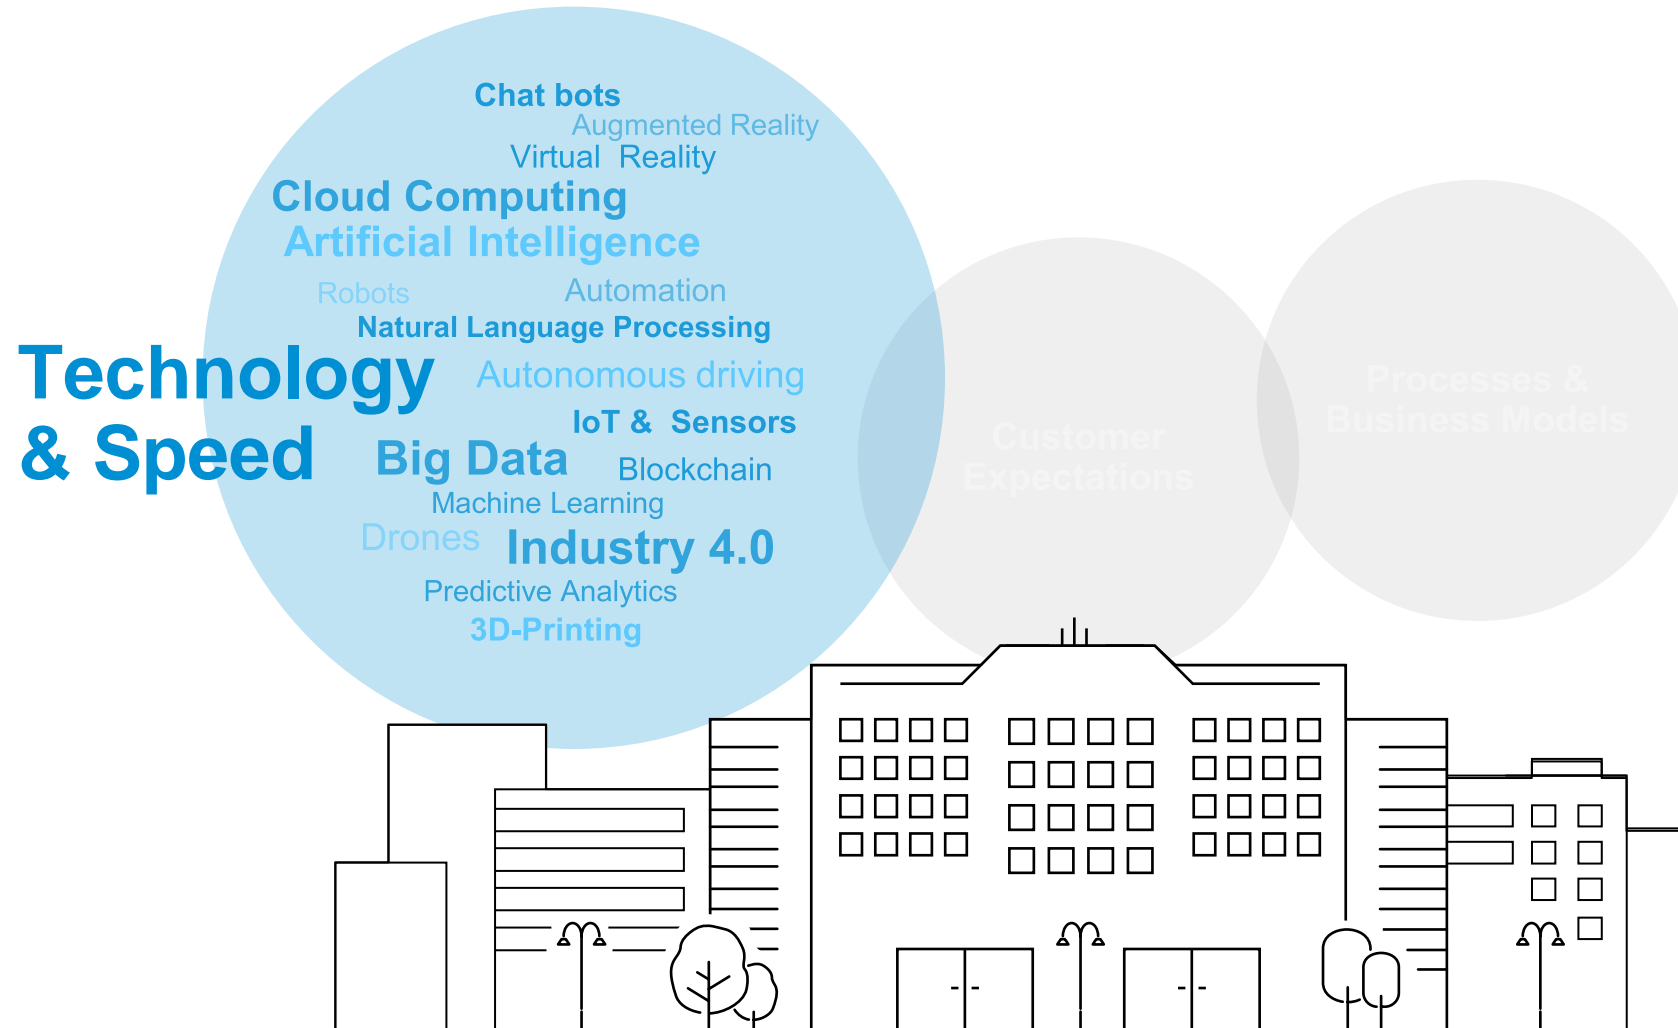 Chat bots
Augmented Reality
Virtual Reality
Cloud Computing
Artificial Intelligence
Robots
Automation
Natural Language Processing
Technology
& Speed
Autonomous driving
IoT & Sensors
Big Data
Blockchain
Machine Learning
Drones
Industry 4.0
Predictive Analytics
3D-Printing
Customer
Expectations
Processes &
Business Models